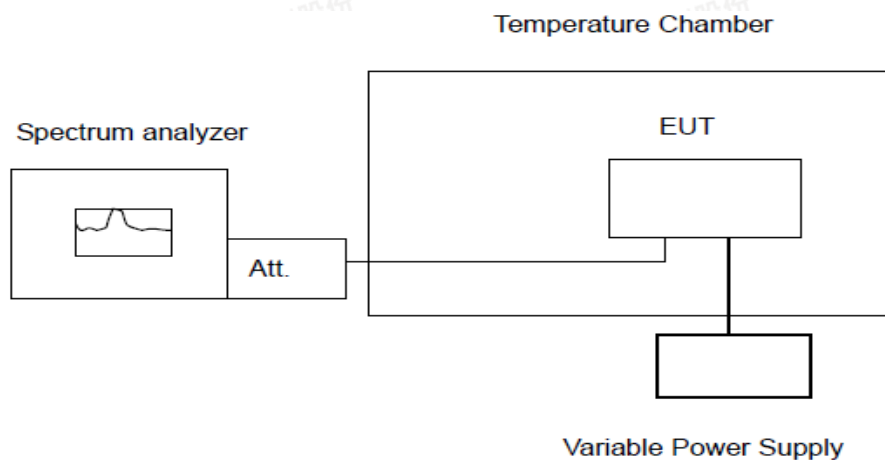 Temperature Chamber
Spectrum analyzer
EUT
Att.
Variable Power Supply